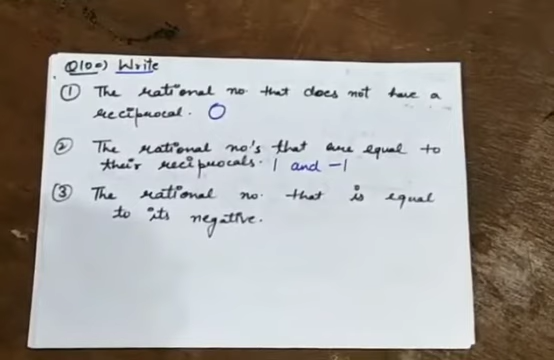 Q100) Write
① The rational no. that does not have a
reciprocal. 0
② The rational no's that are equal to
their reciprocals. 1 and -1
③ The rational no. that is equal
to its negative.